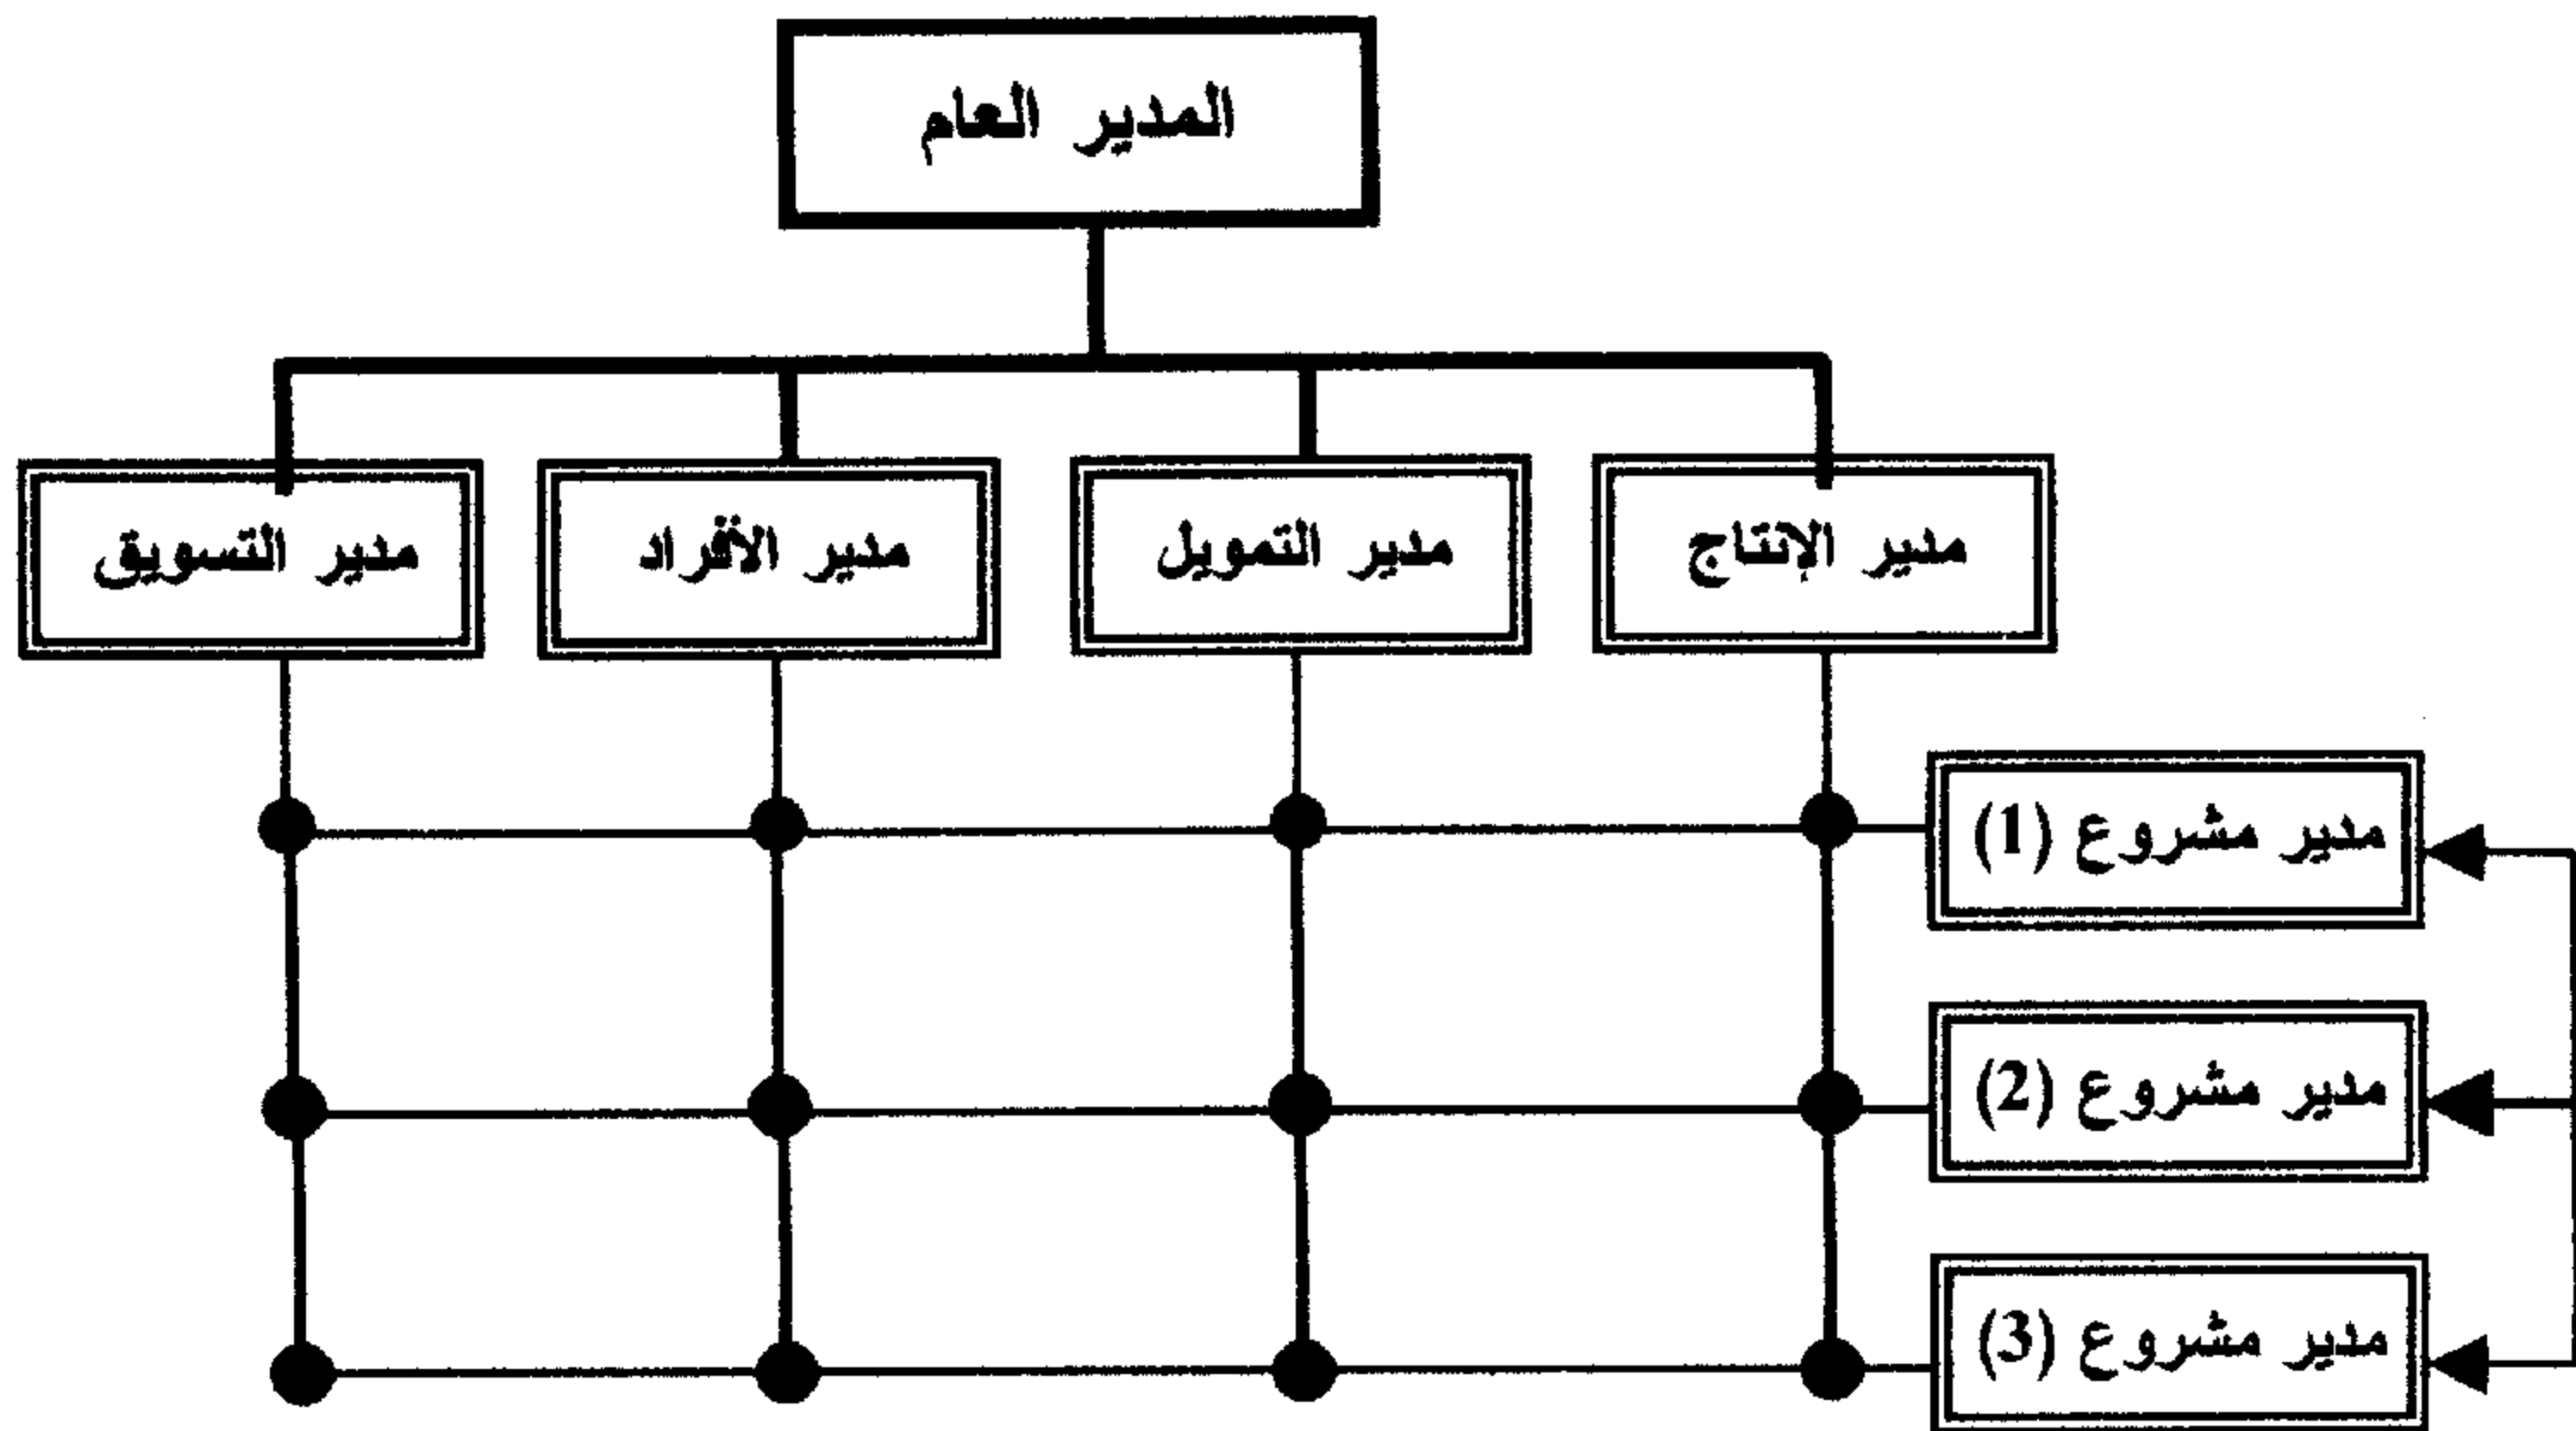 المدير العام
مدير الإنتاج
مدير التمويل
مدير الأفراد
مدير التسويق
مدير مشروع (1)
مدير مشروع (2)
مدير مشروع (3)